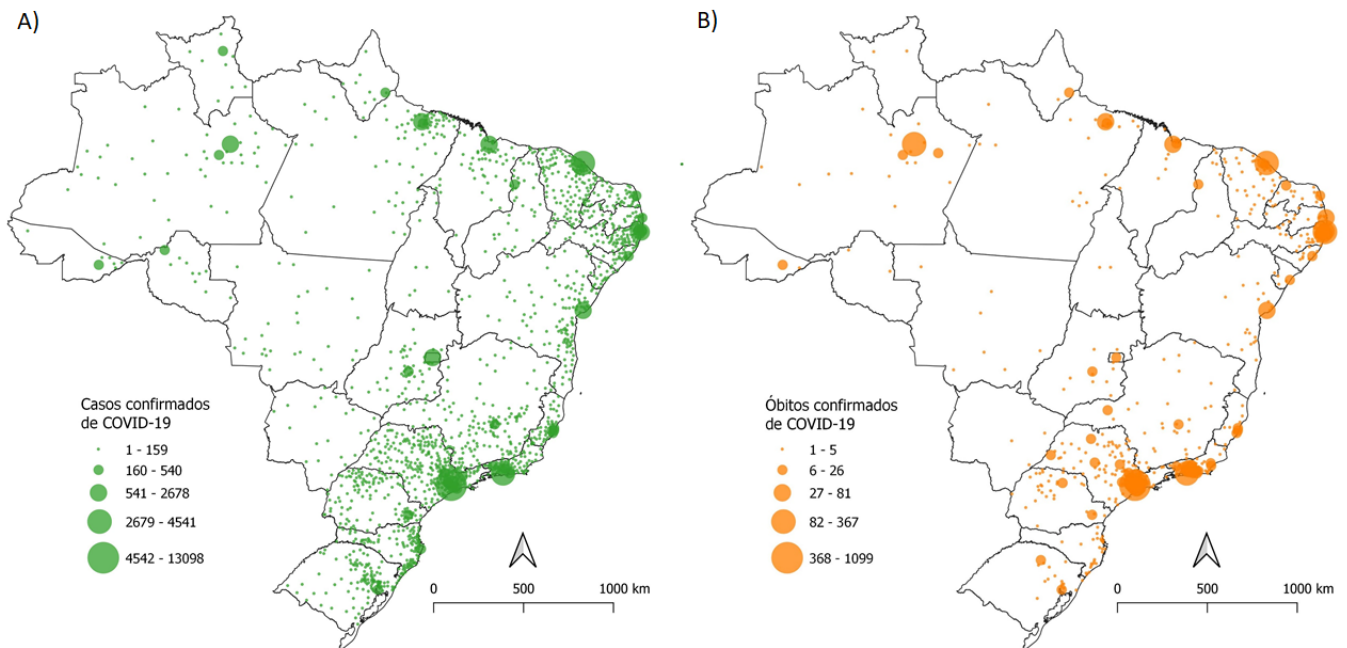 A)
Casos confirmados
de COVID-19
1 - 159
160 - 540
541 - 2678
2679 - 4541
4542 - 13098
0 500 1000 km
B)
Óbitos confirmados
de COVID-19
1 - 5
6 - 26
27 - 81
82 - 367
368 - 1099
0 500 1000 km